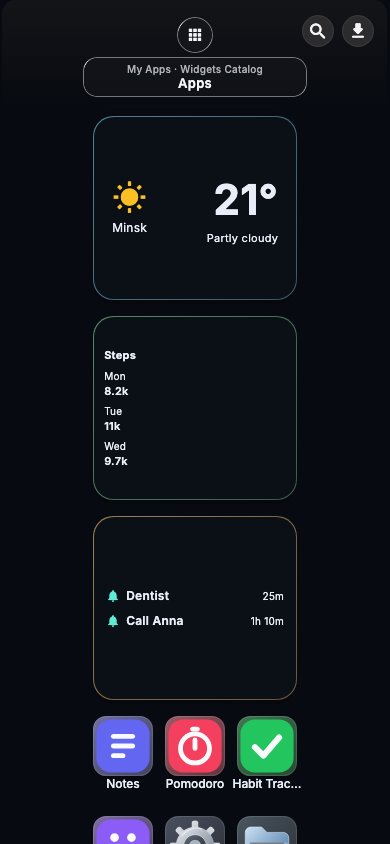 My Apps · Widgets Catalog
Apps
21°
Minsk
Partly cloudy
Steps
Mon
8.2k
Tue
11k
Wed
9.7k
Dentist 25m
Call Anna 1h 10m
Notes Pomodoro Habit Trac...